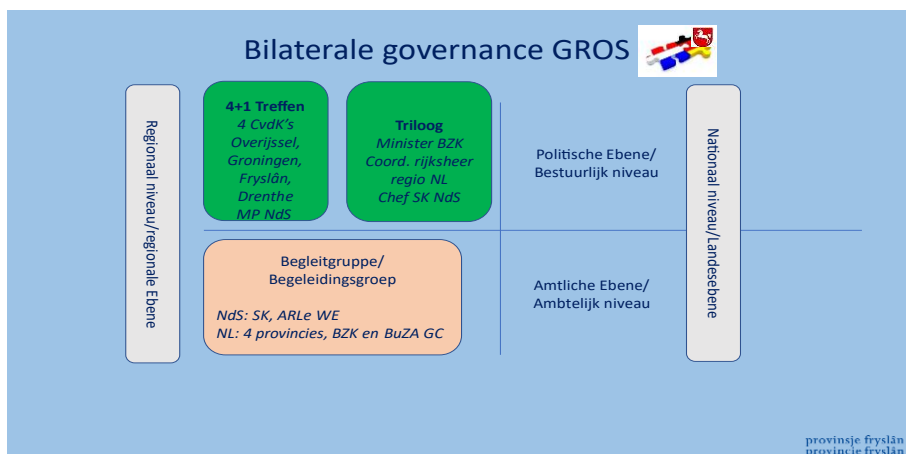 Bilaterale governance GROS
Regionaal niveau/regionale Ebene
4+1 Treffen
4 CvdK's
Overijssel,
Groningen,
Fryslân,
Drenthe
MP NdS
Triloog
Minister BZK
Coord. rijksheer
regio NL
Chef SK NdS
Politische Ebene/
Bestuurlijk niveau
Nationaal niveau/Landesebene
Begleitgruppe/
Begeleidingsgroep
NdS: SK, ARLe WE
NL: 4 provincies, BZK en BuZA GC
Amtliche Ebene/
Ambtelijk niveau
provinsje fryslân
provincie fryslân